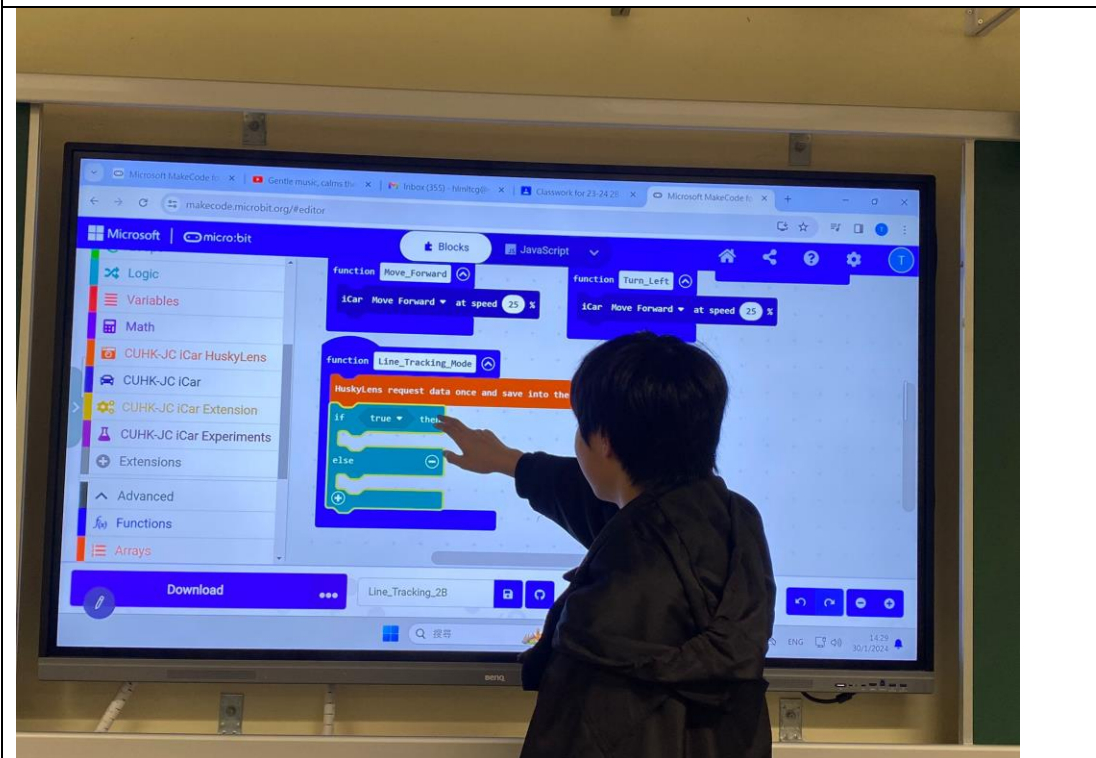 Microsoft MakeCode fo
Gentle music, calms the
Inbox (355) -
Classwork for 23-24 2B
Microsoft MakeCode fo
makecode.microbit.org/#editor
Microsoft
micro:bit
Blocks
JavaScript
T
Logic
Variables
Math
CUHK-JC iCar HuskyLens
CUHK-JC iCar
CUHK-JC iCar Extension
CUHK-JC iCar Experiments
Extensions
Advanced
Functions
Arrays
function Move_Forward
iCar Move Forward at speed 25 %
function Turn_Left
iCar Move Forward at speed 25 %
function Line_Tracking_Mode
HuskyLens request data once and save into the
if true then
else
Download
Line_Tracking_2B
搜尋
ENG
14:29
30/1/2024
BenQ